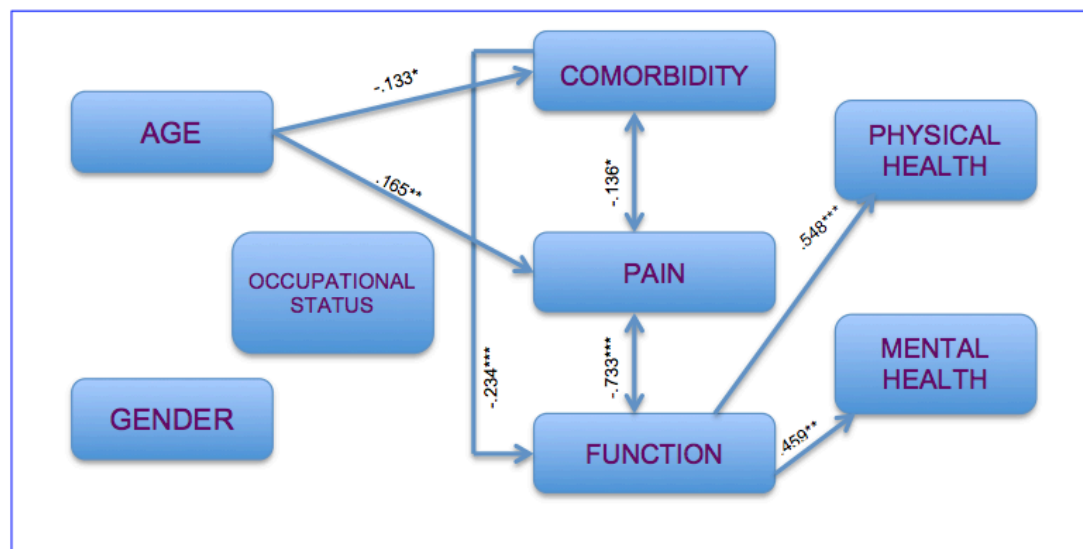 AGE
-.133*
COMORBIDITY
.165**
-.136*
PHYSICAL
HEALTH
OCCUPATIONAL
STATUS
PAIN
.548***
-.234***
-.733***
MENTAL
HEALTH
GENDER
FUNCTION
.459**